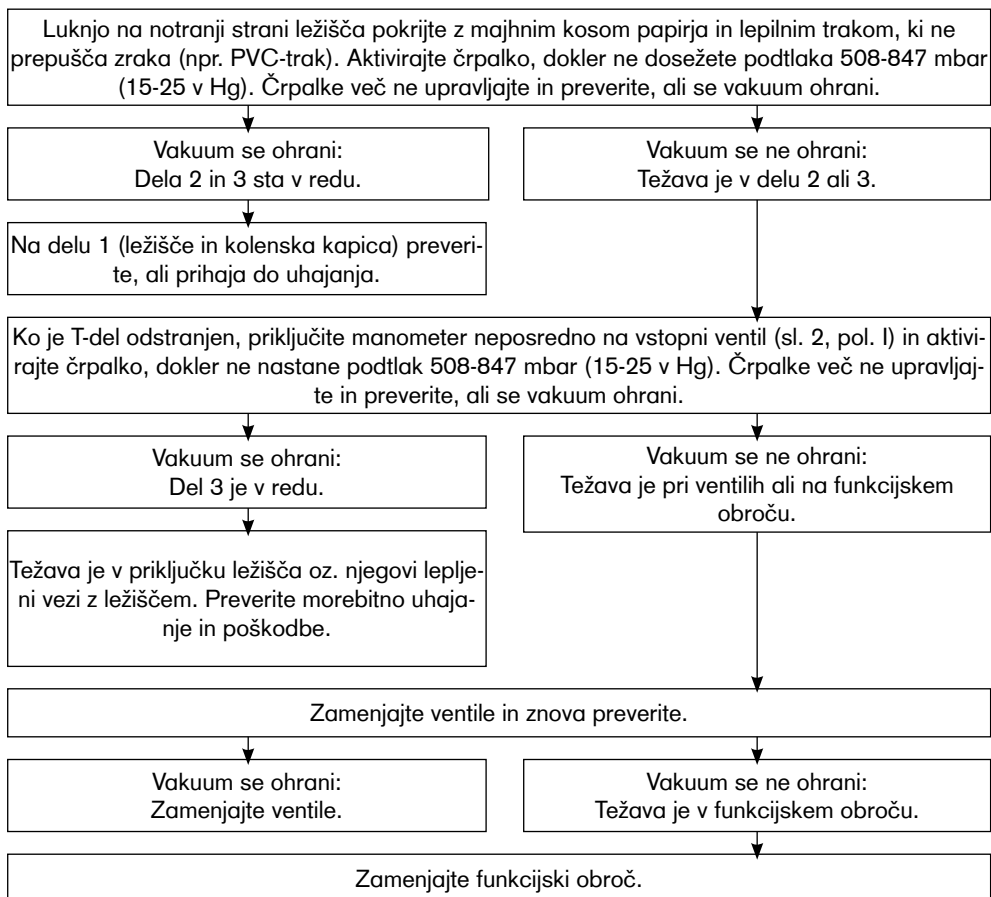 Luknjo na notranji strani ležišča pokrijte z majhnim kosom papirja in lepilnim trakom, ki ne
prepušča zraka (npr. PVC-trak). Aktivirajte črpalko, dokler ne dosežete podtlaka 508-847 mbar
(15-25 v Hg). Črpalke več ne upravljajte in preverite, ali se vakuum ohrani.
Vakuum se ohrani:
Dela 2 in 3 sta v redu.
Vakuum se ne ohrani:
Težava je v delu 2 ali 3.
Na delu 1 (ležišče in kolenska kapica) preveri-
te, ali prihaja do uhajanja.
Ko je T-del odstranjen, priključite manometer neposredno na vstopni ventil (sl. 2, pol. I) in aktivi-
rajte črpalko, dokler ne nastane podtlak 508-847 mbar (15-25 v Hg). Črpalke več ne upravljaj-
te in preverite, ali se vakuum ohrani.
Vakuum se ohrani:
Del 3 je v redu.
Vakuum se ne ohrani:
Težava je pri ventilih ali na funkcijskem
obroču.
Težava je v priključku ležišča oz. njegovi leplje-
ni vezi z ležiščem. Preverite morebitno uhaja-
nje in poškodbe.
Zamenjajte ventile in znova preverite.
Vakuum se ohrani:
Zamenjajte ventile.
Vakuum se ne ohrani:
Težava je v funkcijskem obroču.
Zamenjajte funkcijski obroč.